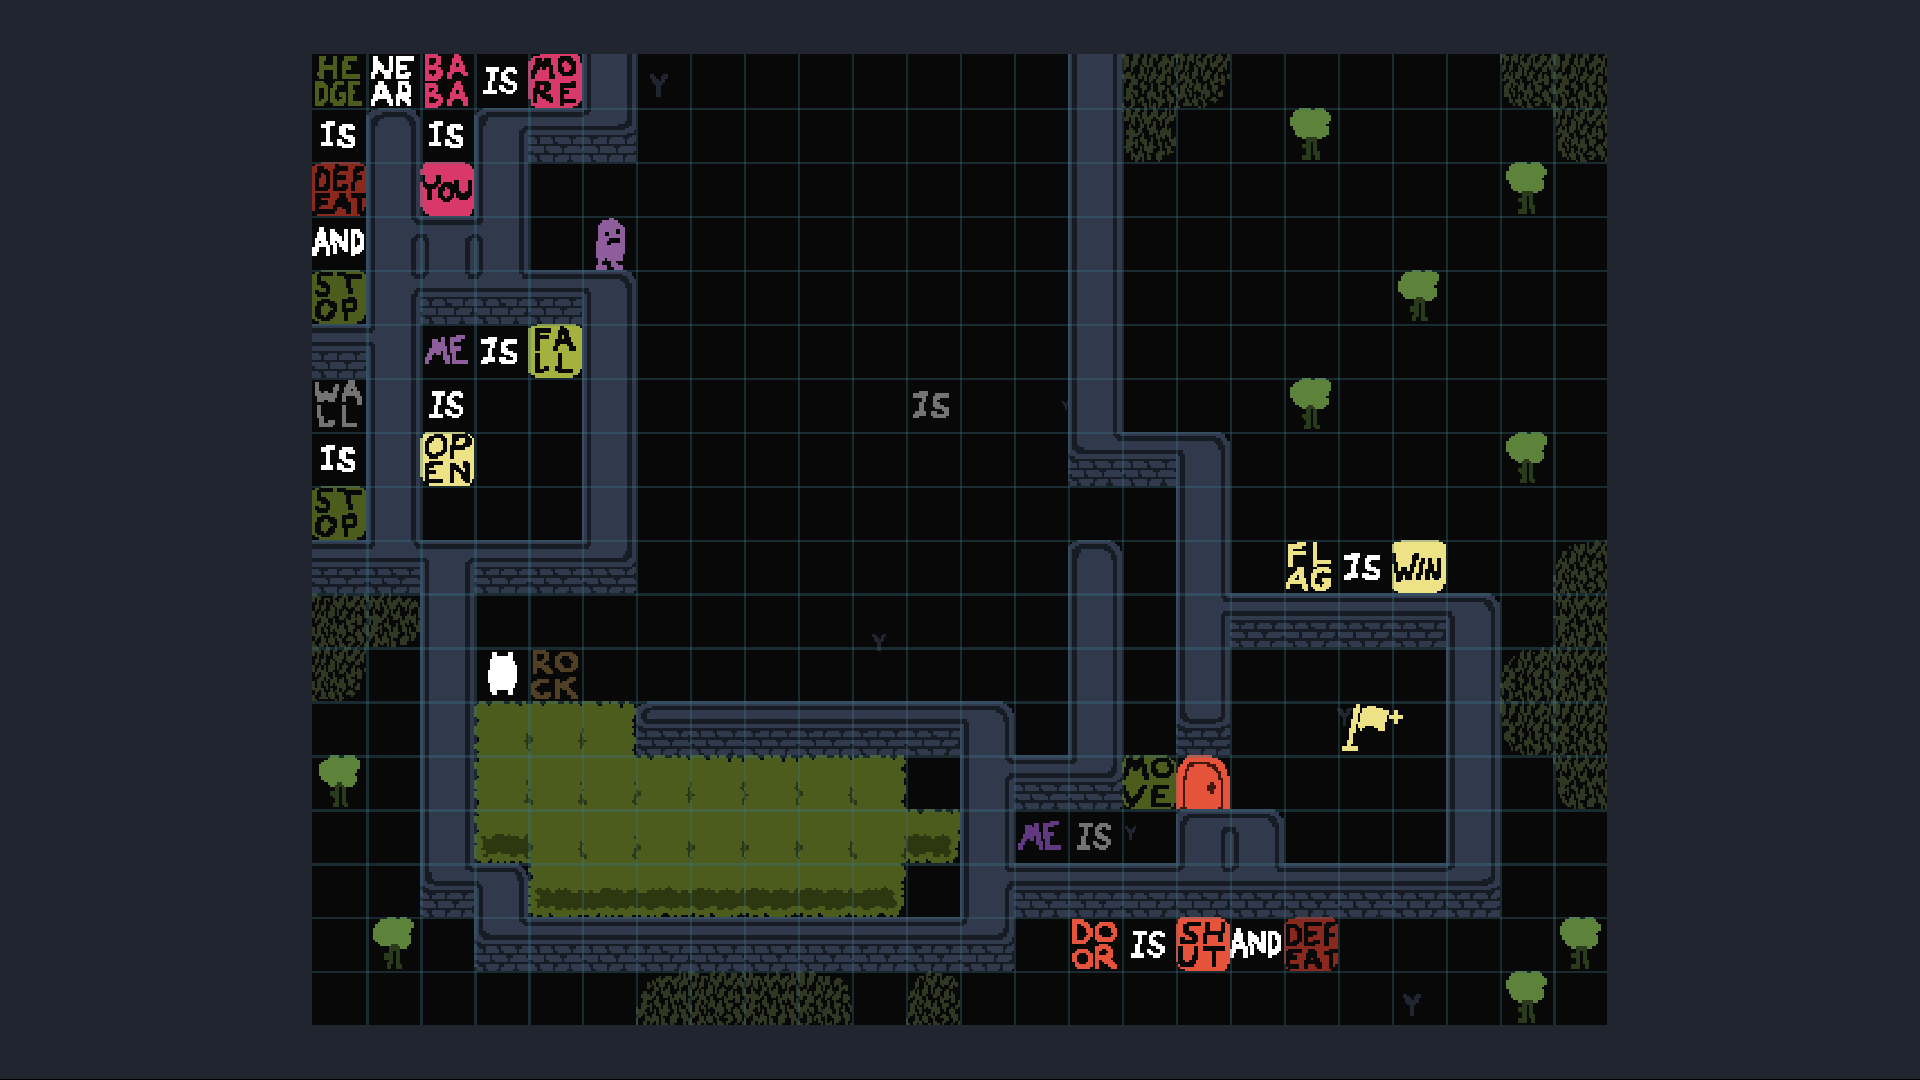 HEDGE NEAR BABA IS MORE
IS IS
DEFEAT YOU
AND
STOP
ME IS FALL
WALL IS IS
IS OPEN
STOP
FLAG IS WIN
ROCK
MOVE
ME IS
DOOR IS SHUT AND DEFEAT